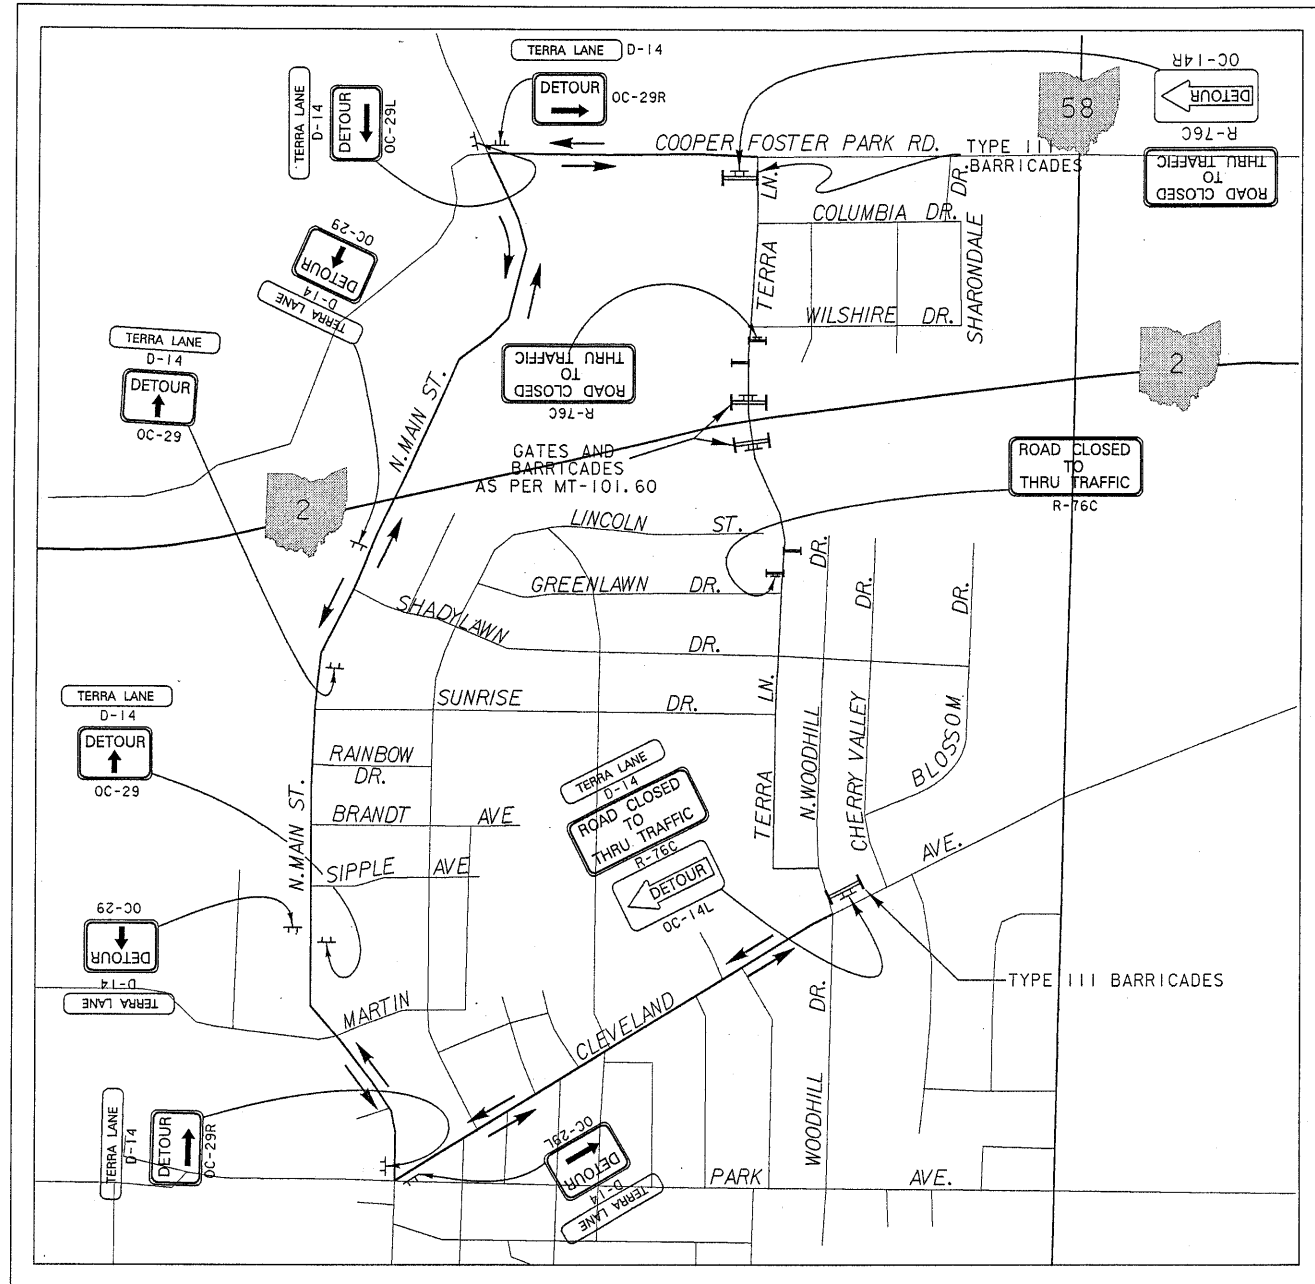 TERRA LANE D-14
DETOUR
OC-29R
TERRA LANE
D-14
DETOUR
OC-29L
OC-14R
DETOUR
R-76C
ROAD CLOSED
TO
THRU TRAFFIC
58
COOPER FOSTER PARK RD.
TYPE III
BARRICADES
LN.
DR.
COLUMBIA DR.
SHARONDALE
TERRA
WILSHIRE DR.
OC-29
DETOUR
D-14
TERRA LANE
TERRA LANE
D-14
DETOUR
OC-29
ROAD CLOSED
TO
THRU TRAFFIC
R-76C
2
N.MAIN ST.
GATES AND
BARRICADES
AS PER MT-101.60
ROAD CLOSED
TO
THRU TRAFFIC
R-76C
2
LINCOLN ST.
GREENLAWN DR.
SHADYLAWN DR.
DR.
DR.
DR.
SUNRISE DR.
LN.
TERRA LANE
D-14
DETOUR
OC-29
RAINBOW
DR.
BRANDT AVE
SIPPLE AVE
N.MAIN ST.
TERRA LANE
D-14
ROAD CLOSED
TO
THRU TRAFFIC
R-76C
DETOUR
OC-14L
TERRA
N.WOODHILL
CHERRY VALLEY
BLOSSOM
AVE.
OC-29
DETOUR
D-14
TERRA LANE
MARTIN
CLEVELAND
DR.
TYPE III BARRICADES
WOODHILL
TERRA LANE
D-14
DETOUR
OC-29R
OC-29L
DETOUR
D-14
TERRA LANE
PARK AVE.